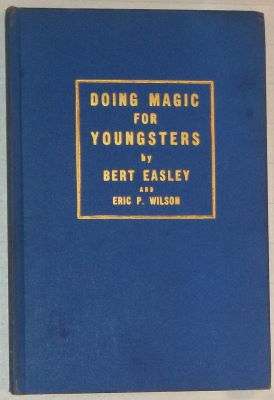 DOING MAGIC
FOR
YOUNGSTERS
by
BERT EASLEY
AND
ERIC P. WILSON